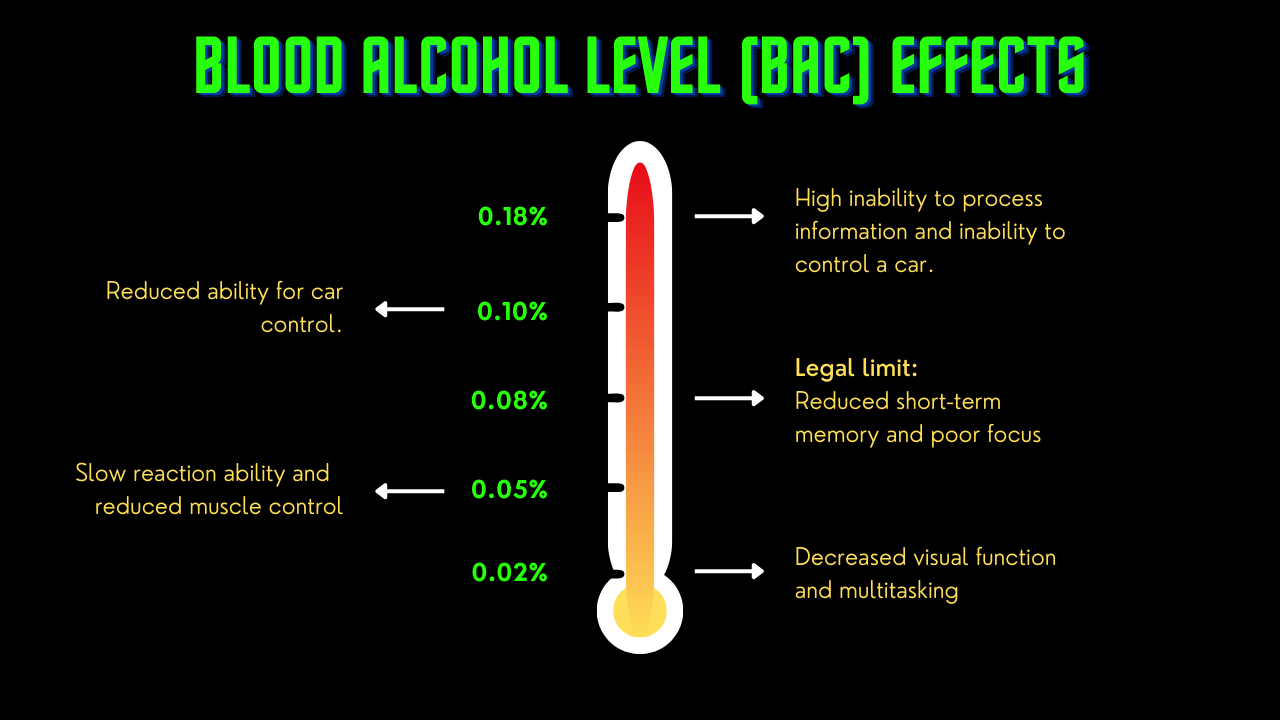 BLOOD ALCOHOL LEVEL (BAC) EFFECTS
0.18%
High inability to process
information and inability to
control a car.
Reduced ability for car
control.
0.10%
0.08%
Legal limit:
Reduced short-term
memory and poor focus
Slow reaction ability and
reduced muscle control
0.05%
0.02%
Decreased visual function
and multitasking